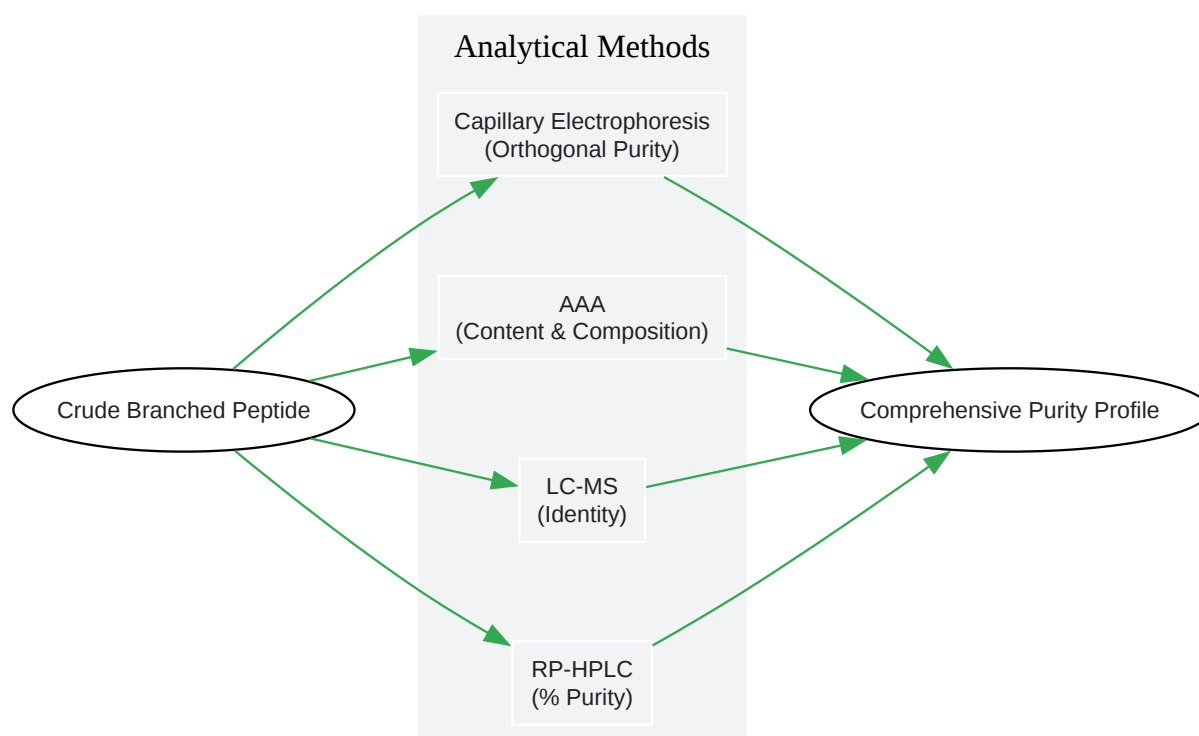 Analytical Methods
Capillary Electrophoresis
(Orthogonal Purity)
AAA
(Content & Composition)
Crude Branched Peptide
Comprehensive Purity Profile
LC-MS
(Identity)
RP-HPLC
(% Purity)